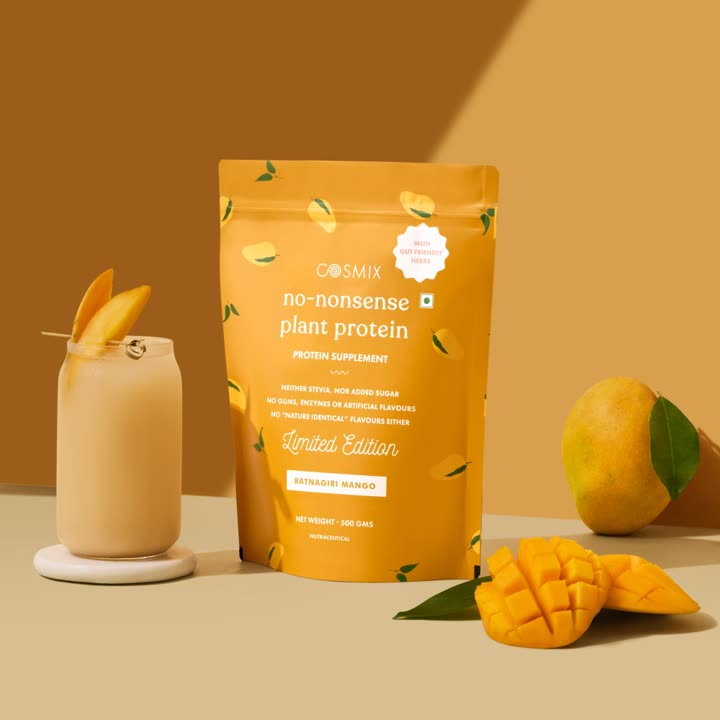 WITH
GUT FRIENDLY
HERBS
COSMIX
no-nonsense
plant protein
PROTEIN SUPPLEMENT
NEITHER STEVIA, NOR ADDED SUGAR
NO GUMS, ENZYMES OR ARTIFICIAL FLAVOURS
NO "NATURE IDENTICAL" FLAVOURS EITHER
Limited Edition
RATNAGIRI MANGO
NET WEIGHT - 500 GMS
NUTRACEUTICAL